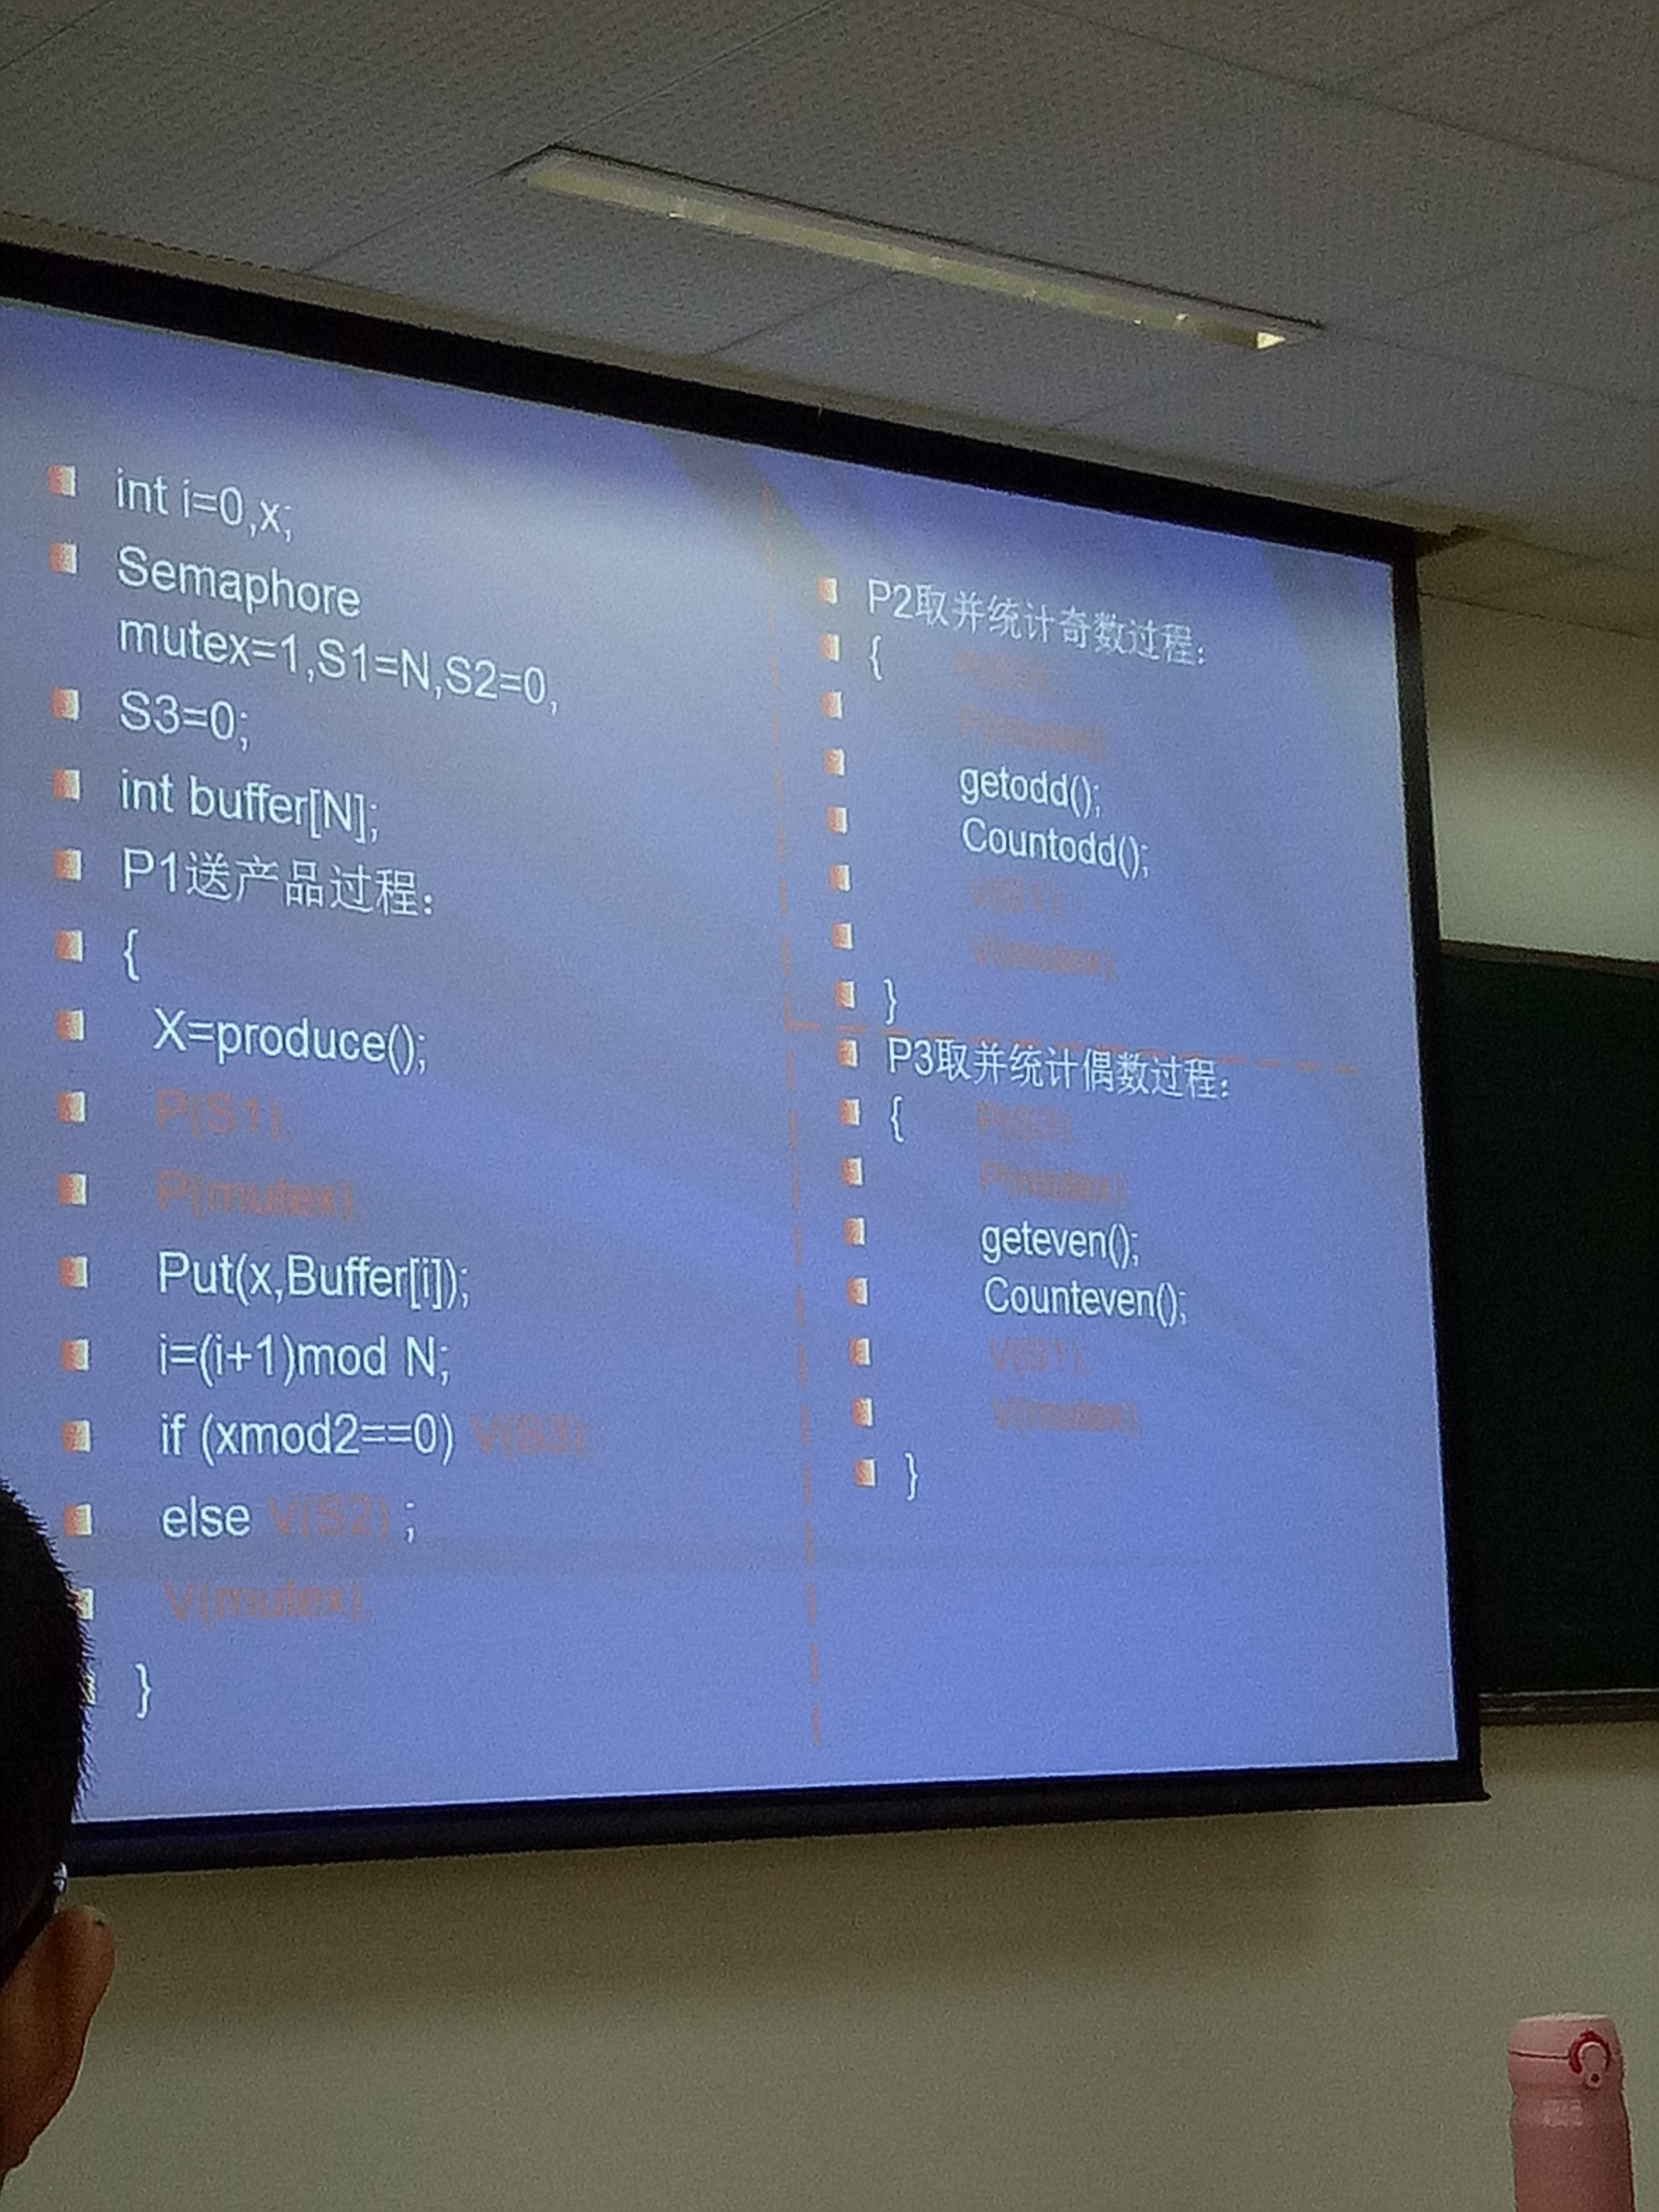 int i=0,x;
Semaphore
mutex=1,S1=N,S2=0,
S3=0;
int buffer[N];
P1送产品过程：
{
X=produce();
P(S1);
P(mutex);
Put(x,Buffer[i]);
i=(i+1)mod N;
if (xmod2==0) V(S3);
else V(S2) ;
V(mutex);
}
P2取并统计奇数过程：
{
P(mutex);
getodd();
Countodd();
V(S1);
V(mutex);
}
P3取并统计偶数过程：
{ P(S3);
P(mutex);
geteven();
Counteven();
V(S1);
V(mutex);
}